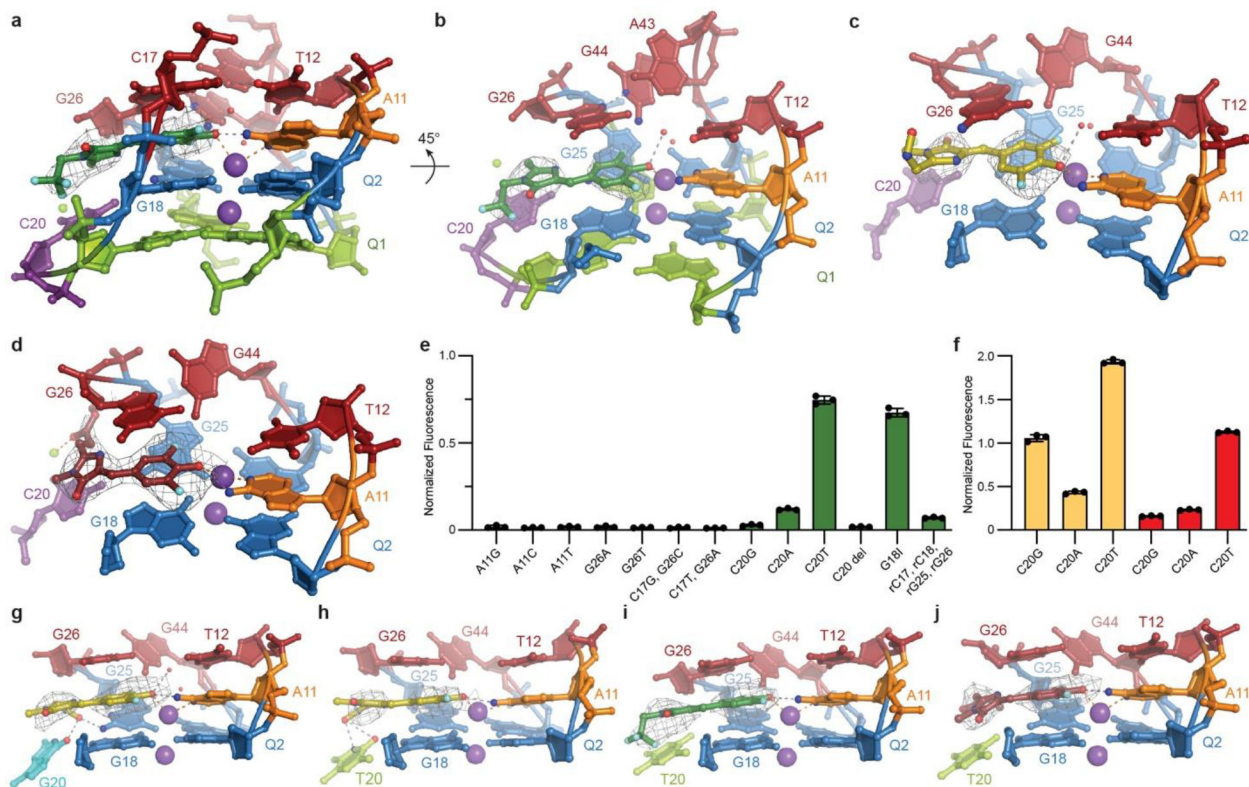 a
C17
T12
G26
A11
Q2
G18
C20
Q1
45°
b
A43
G44
G26
T12
G25
A11
C20
G18
Q2
Q1
c
G44
G26
G25
T12
C20
A11
G18
Q2
d
G44
G26
T12
G25
C20
A11
G18
Q2
e
Normalized Fluorescence
1.0
0.5
0
A11G
A11C
A11T
G26A
G26T
C17G, G26C
C17T, G26A
C20G
C20A
C20T
C20 del
G18I
rC17, rC18,
rG25, rG26
f
Normalized Fluorescence
2.0
1.5
1.0
0.5
0
C20G
C20A
C20T
C20G
C20A
C20T
g
G26
G44
T12
G25
A11
G20
G18
Q2
h
G26
G44
T12
G25
A11
T20
G18
Q2
i
G26
G44
T12
G25
A11
T20
G18
Q2
j
G26
G44
T12
G25
A11
T20
G18
Q2